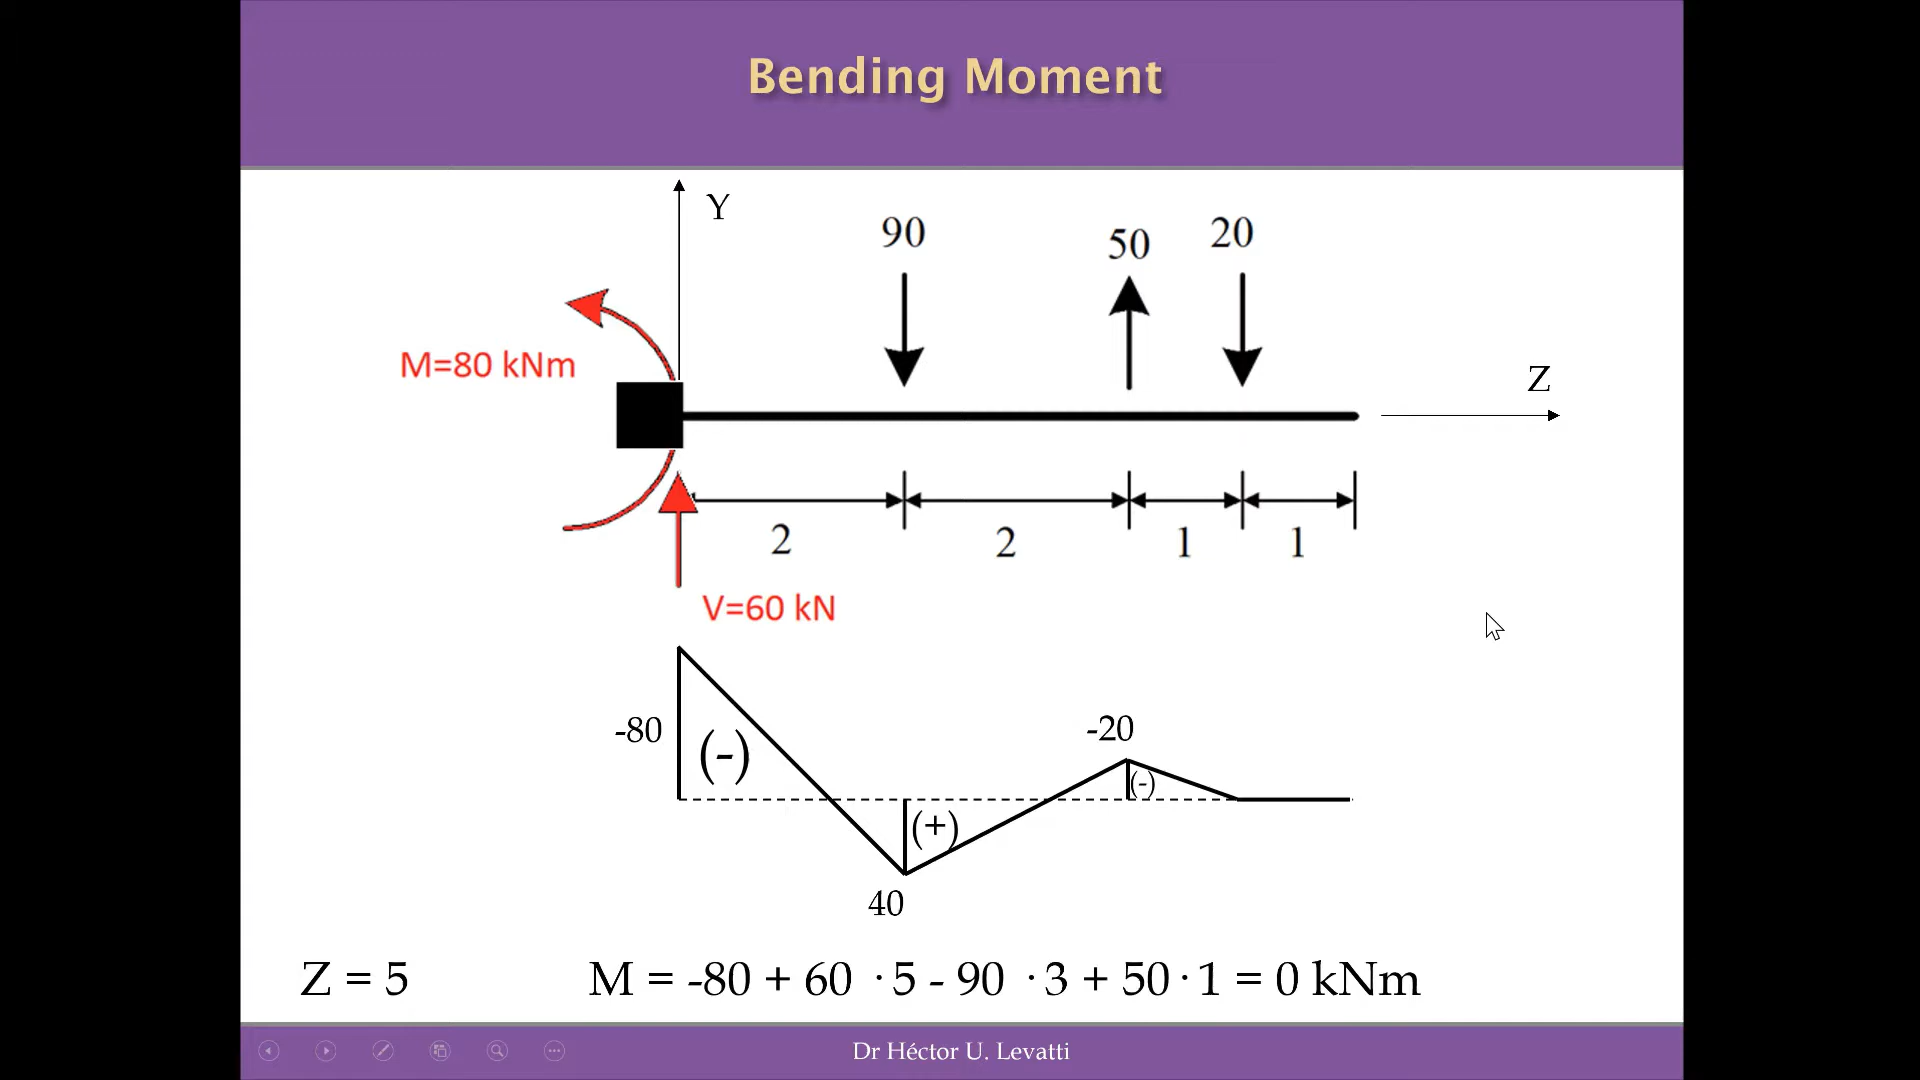 Bending Moment
Y
90
50
20
M=80 kNm
Z
2
2
1
1
V=60 kN
-80
(-)
-20
(-)
(+)
40
Z = 5
M = -80 + 60 ·5 - 90 ·3 + 50·1 = 0 kNm
Dr Héctor U. Levatti